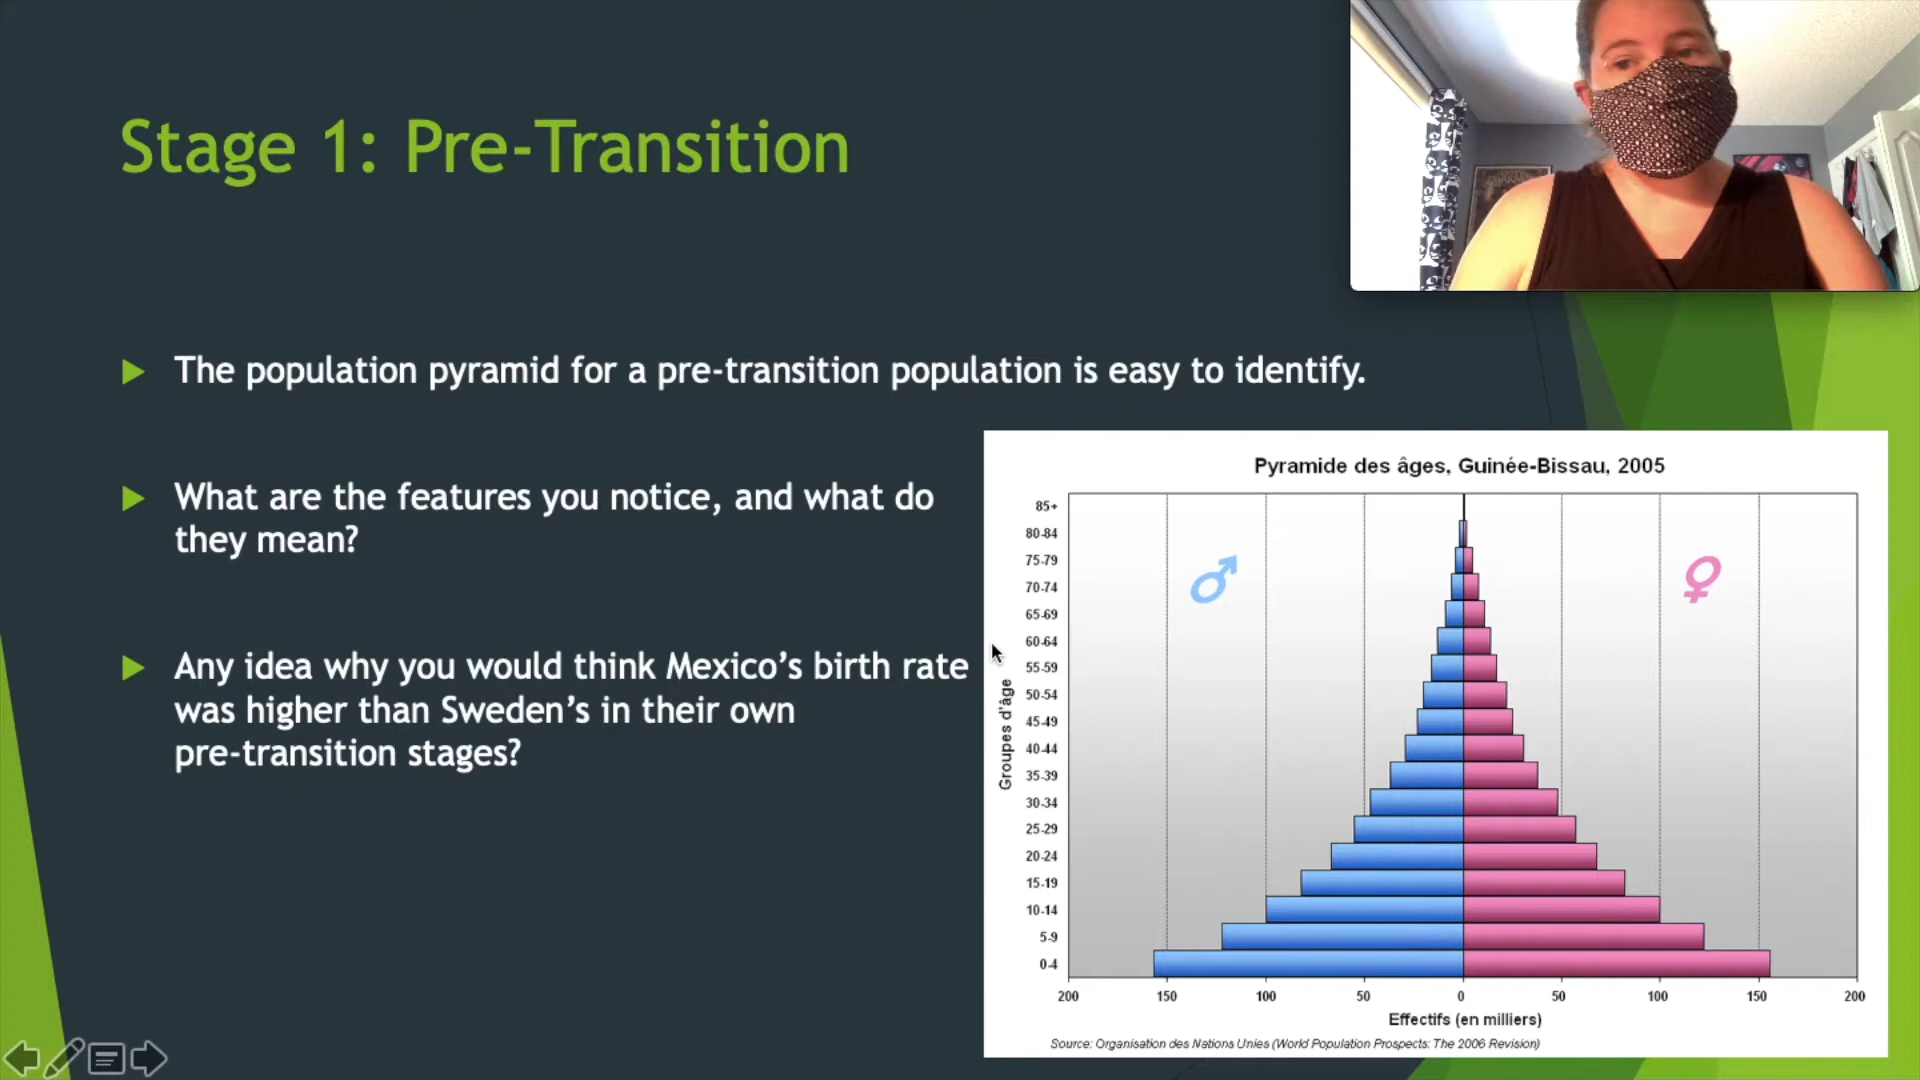 Stage 1: Pre-Transition
The population pyramid for a pre-transition population is easy to identify.
What are the features you notice, and what do
they mean?
Any idea why you would think Mexico's birth rate
was higher than Sweden's in their own
pre-transition stages?
Pyramide des âges, Guinée-Bissau, 2005
85+
80-84
75-79
70-74
65-69
60-64
55-59
50-54
45-49
40-44
35-39
30-34
25-29
20-24
15-19
10-14
5-9
0-4
Groupes d'âge
200 150 100 50 0 50 100 150 200
Effectifs (en milliers)
Source: Organisation des Nations Unies (World Population Prospects: The 2006 Revision)